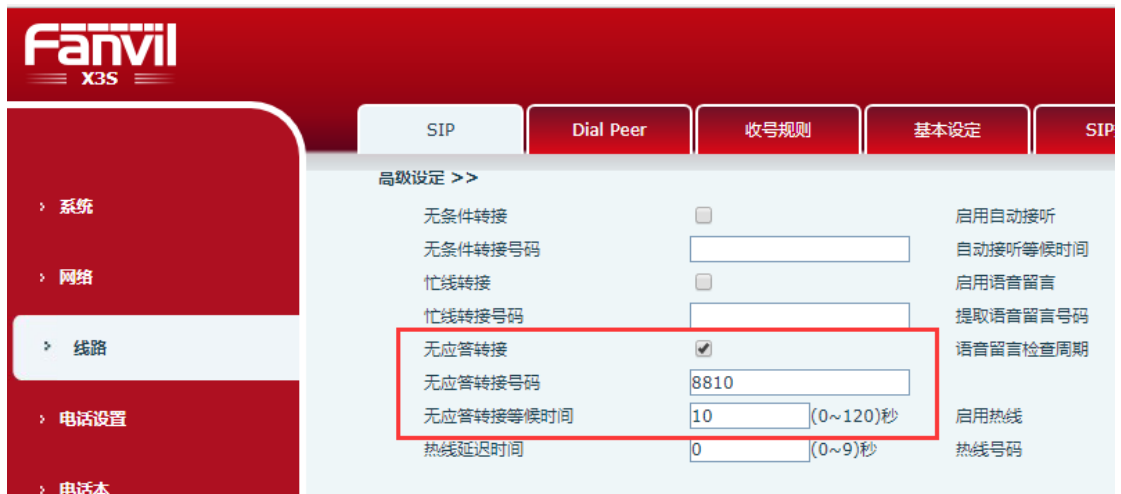 Fanvil
X3S
SIP Dial Peer 收号规则 基本设定 SIP
系统
网络
线路
电话设置
电话本
高级设定 >>
无条件转接 启用自动接听
无条件转接号码 自动接听等候时间
忙线转接 启用语音留言
忙线转接号码 提取语音留言号码
无应答转接 语音留言检查周期
无应答转接号码 8810
无应答转接等候时间 10 (0~120)秒 启用热线
热线延迟时间 0 (0~9)秒 热线号码